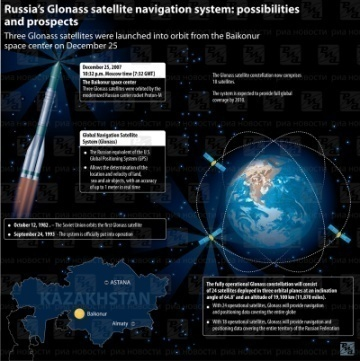 Russia's Glonass satellite navigation system: possibilities
and prospects
Three Glonass satellites were launched into orbit from the Baikonur
space center on December 25
December 25, 2007
10:32 p.m. Moscow time (7:32 GMT)
The Baikonur space center
Three Glonass satellites were orbited by the
modernized Russian carrier rocket Proton-M
The Glonass satellite constellation now comprises
18 satellites.
The system is expected to provide full global
coverage by 2010.
Global Navigation Satellite
System (Glonass)
The Russian equivalent of the U.S.
Global Positioning System (GPS)
Allows the determination of the
location and velocity of land,
sea and air objects, with an accuracy
of up to 1 meter in real time
October 12, 1982 – The Soviet Union orbits the first Glonass satellite
September 24, 1993 – The system is officially put into operation
ASTANA
KAZAKHSTAN
Baikonur
Almaty
The fully operational Glonass constellation will consist
of 24 satellites deployed in three orbital planes at an inclination
angle of 64.8° and an altitude of 19,100 km (11,870 miles).
With 24 operational satellites, Glonass will provide navigation
and positioning data covering the entire globe
With 18 operational satellites, Glonass will provide navigation and
positioning data covering the entire territory of the Russian Federation